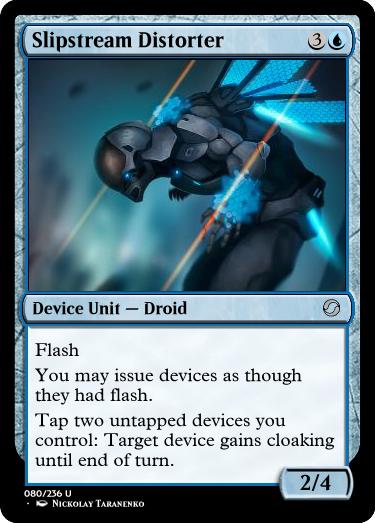 Slipstream Distorter 3
Device Unit — Droid
Flash
You may issue devices as though
they had flash.
Tap two untapped devices you
control: Target device gains cloaking
until end of turn.
2/4
080/236 U
· Nickolay Taranenko